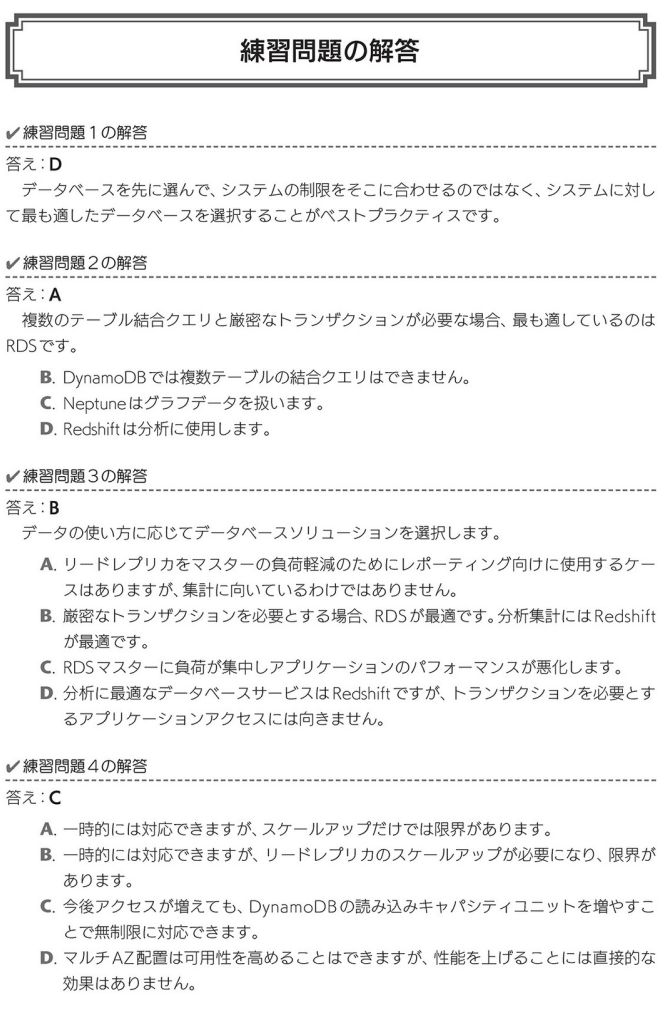 練習問題の解答
✔練習問題1の解答
答え:D
データベースを先に選んで、システムの制限をそこに合わせるのではなく、システムに対し
て最も適したデータベースを選択することがベストプラクティスです。
✔練習問題2の解答
答え:A
複数のテーブル結合クエリと厳密なトランザクションが必要な場合、最も適しているのは
RDSです。
B. DynamoDBでは複数テーブルの結合クエリはできません。
C. Neptuneはグラフデータを扱います。
D. Redshiftは分析に使用します。
✔練習問題3の解答
答え:B
データの使い方に応じてデータベースソリューションを選択します。
A. リードレプリカをマスターの負荷軽減のためにレポーティング向けに使用するケー
スはありますが、集計に向いているわけではありません。
B. 厳密なトランザクションを必要とする場合、RDSが最適です。分析集計にはRedshift
が最適です。
C. RDSマスターに負荷が集中しアプリケーションのパフォーマンスが悪化します。
D. 分析に最適なデータベースサービスはRedshiftですが、トランザクションを必要とす
るアプリケーションアクセスには向きません。
✔練習問題4の解答
答え:C
A. 一時的には対応できますが、スケールアップだけでは限界があります。
B. 一時的には対応できますが、リードレプリカのスケールアップが必要になり、限界が
あります。
C. 今後アクセスが増えても、DynamoDBの読み込みキャパシティユニットを増やすこ
とで無制限に対応できます。
D. マルチAZ配置は可用性を高めることはできますが、性能を上げることには直接的な
効果はありません。